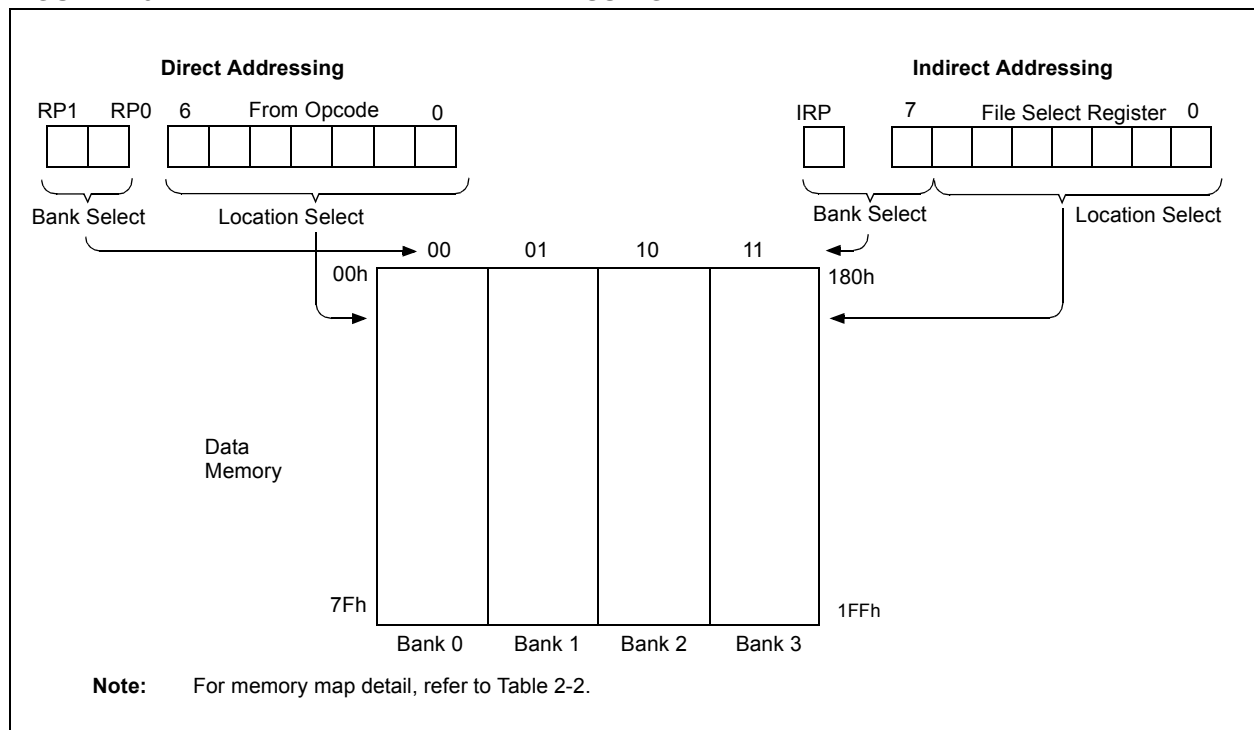 Direct Addressing
Indirect Addressing
RP1 RP0 6 From Opcode 0
IRP 7 File Select Register 0
Bank Select Location Select
Bank Select Location Select
00 01 10 11
00h 180h
Data
Memory
7Fh 1FFh
Bank 0 Bank 1 Bank 2 Bank 3
Note: For memory map detail, refer to Table 2-2.